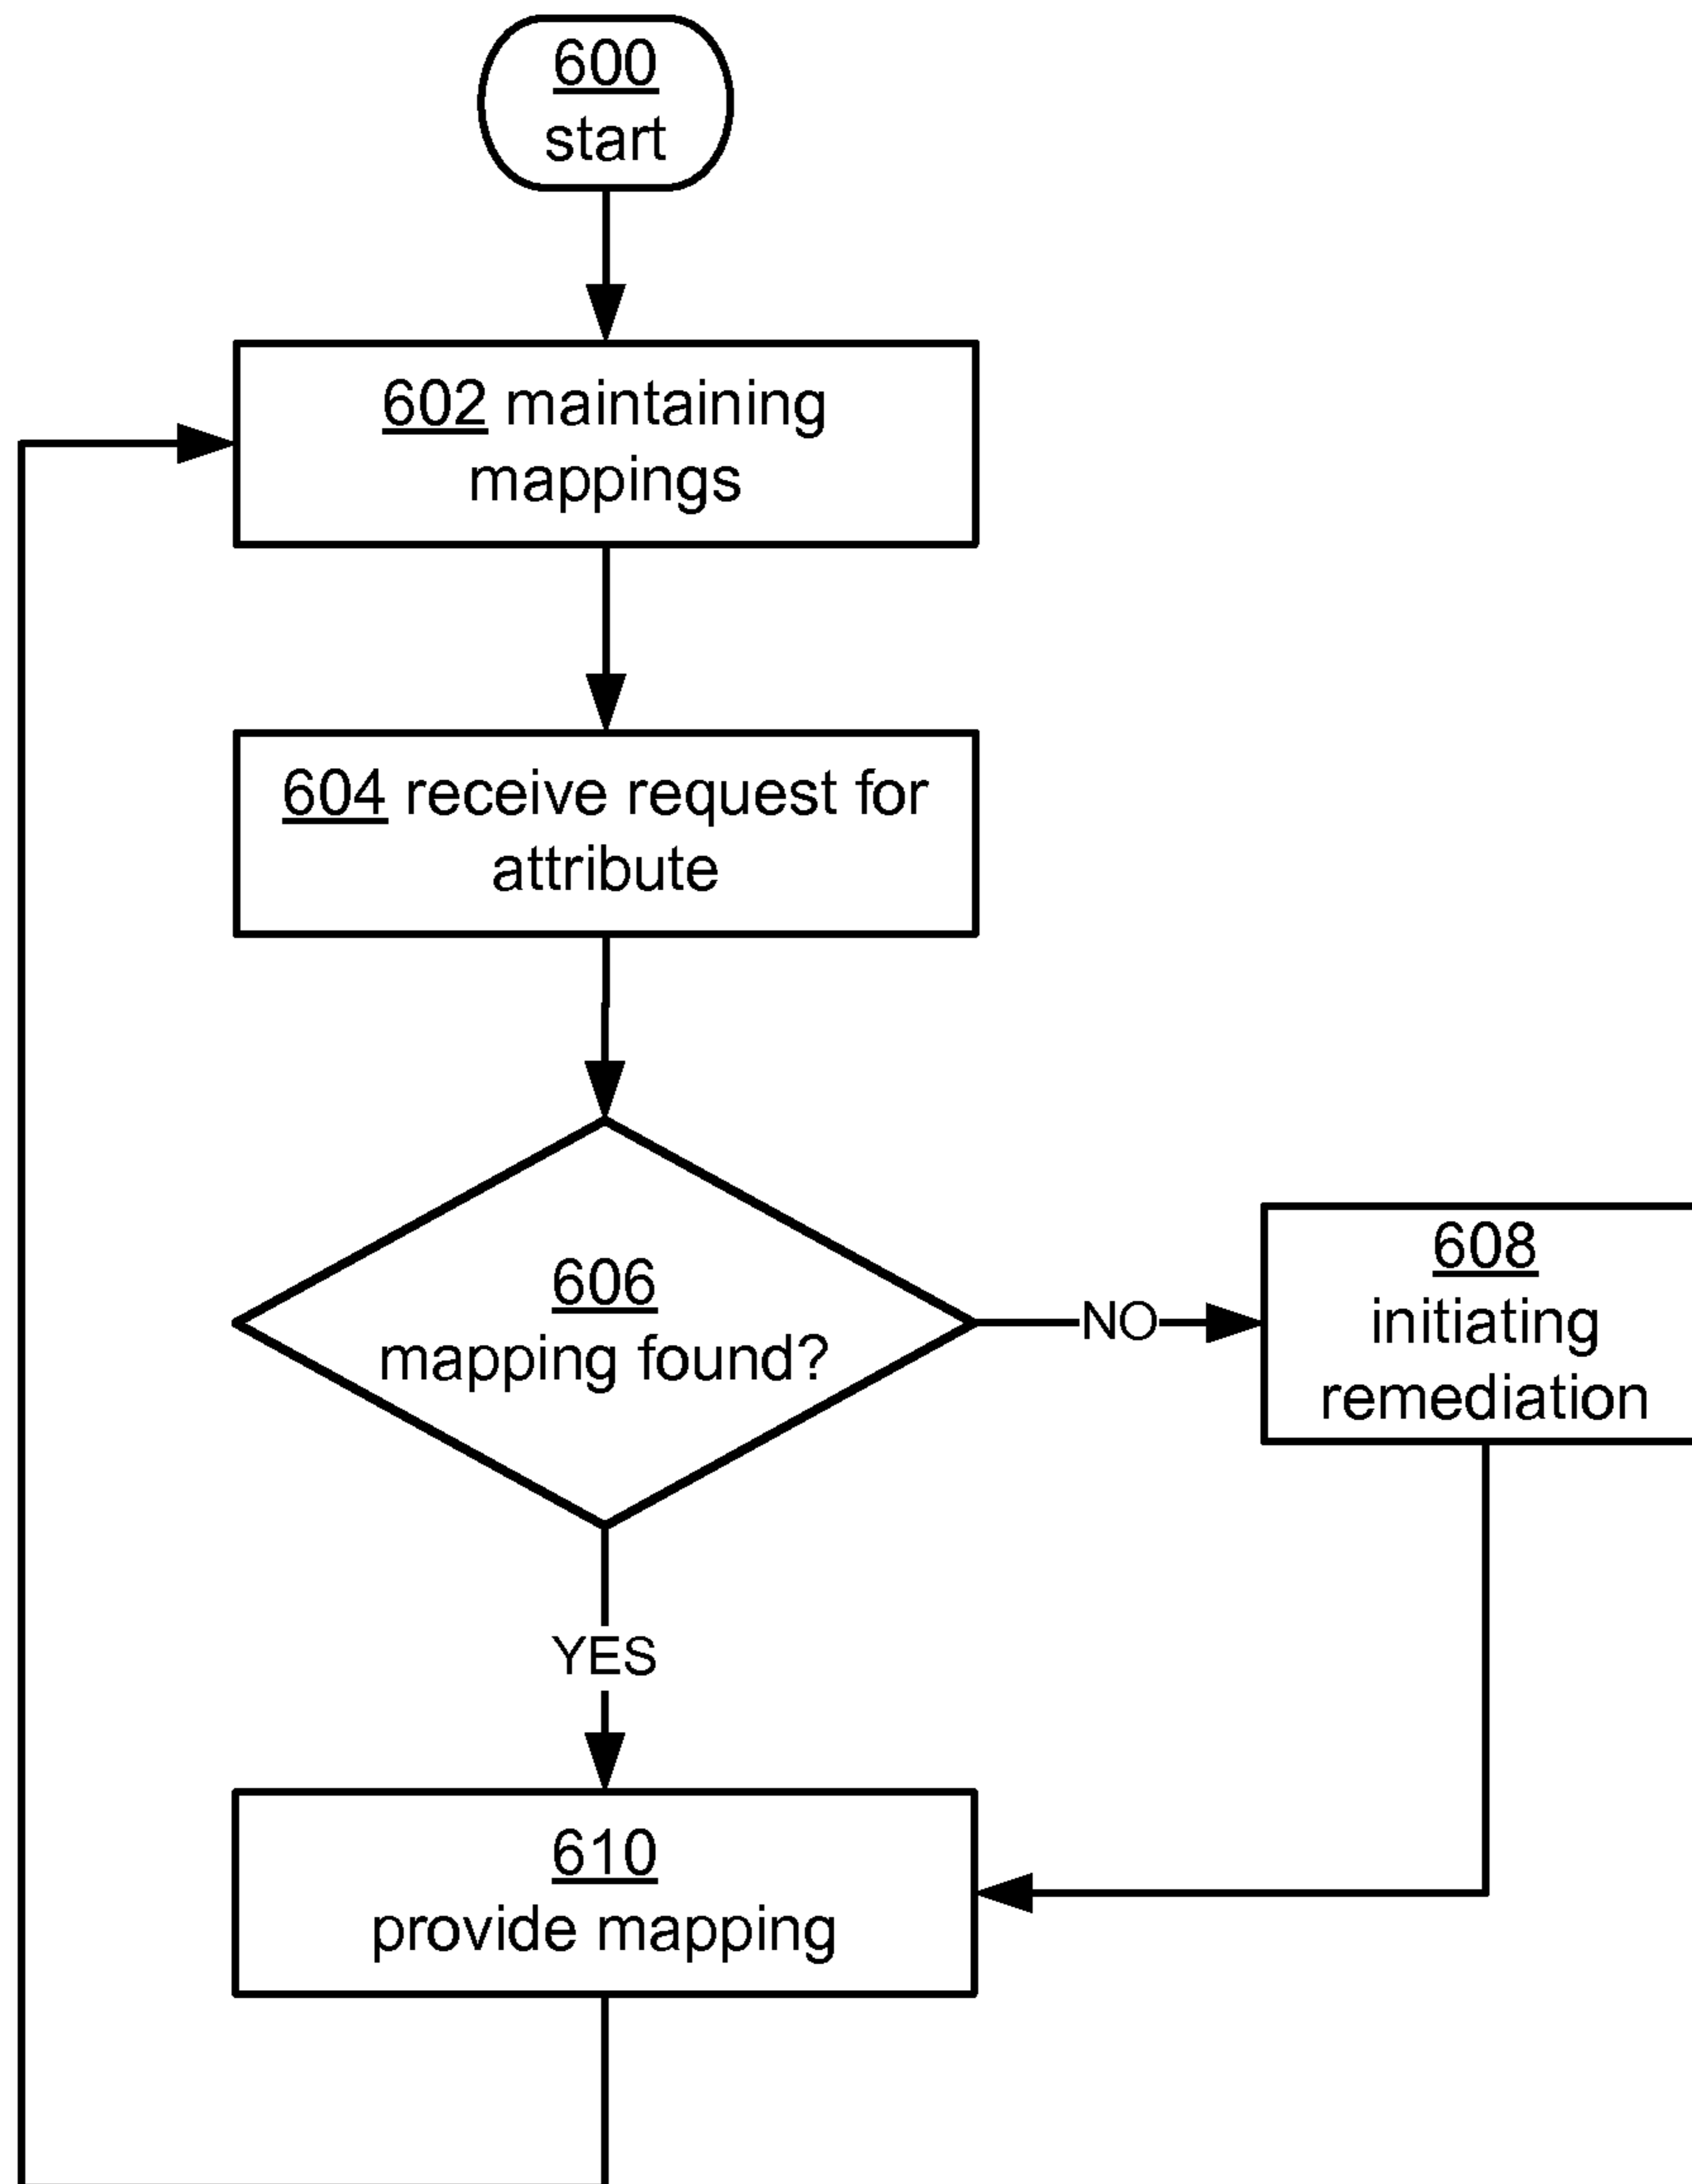 600
start
602 maintaining
mappings
604 receive request for
attribute
606
mapping found?
NO
608
initiating
remediation
YES
610
provide mapping